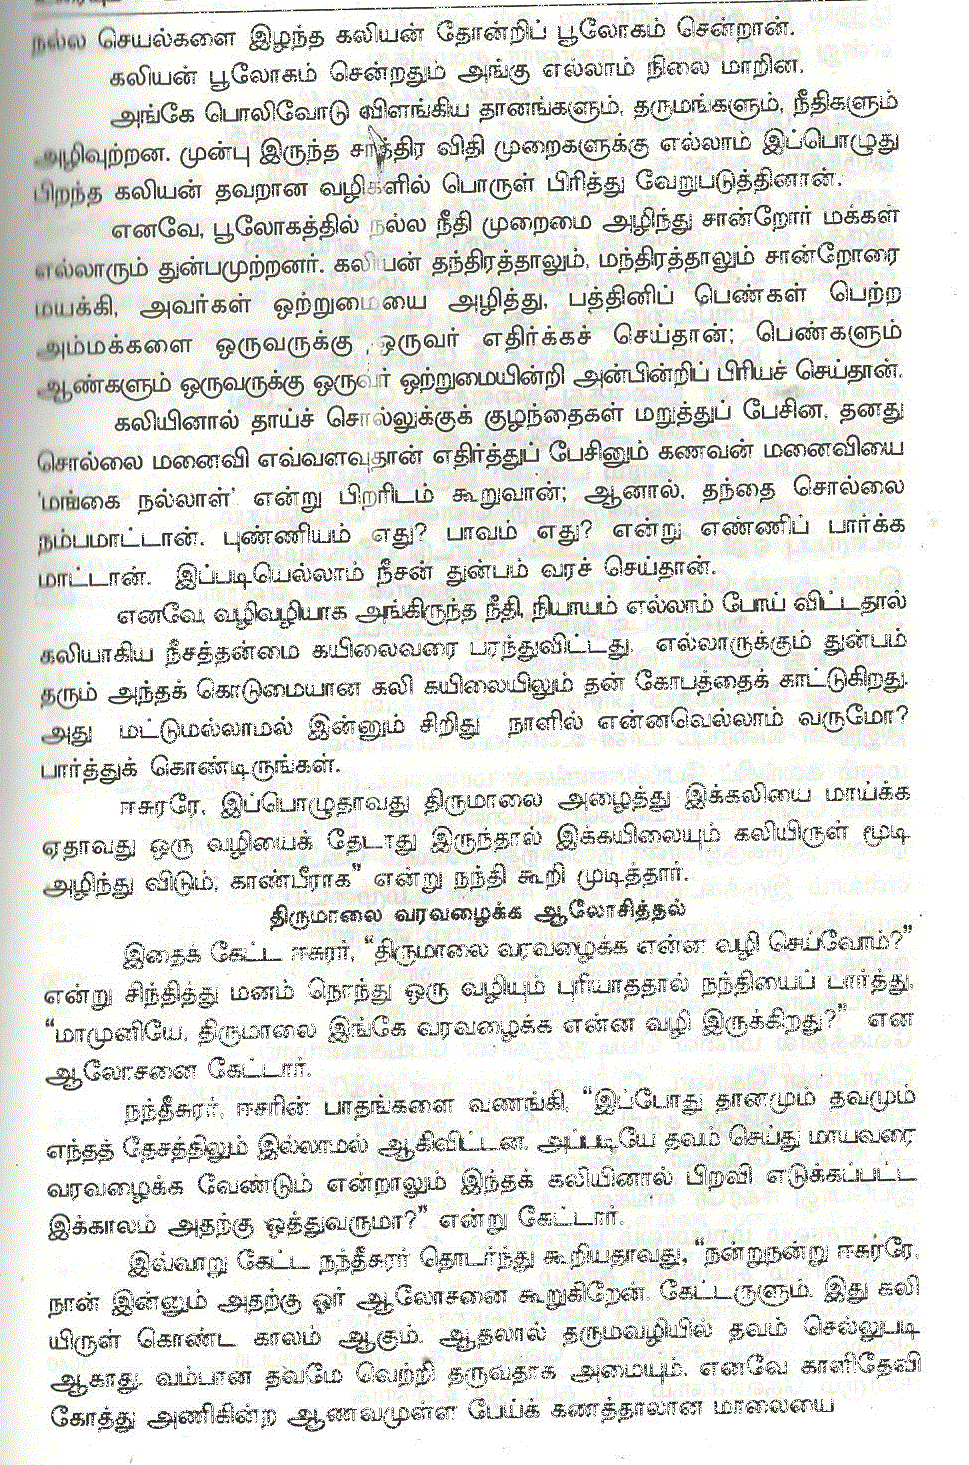 நல்ல செயல்களை இழந்த கலியன் தோன்றிப் பூலோகம் சென்றான்.
கலியன் பூலோகம் சென்றதும் அங்கு எல்லாம் நிலை மாறின.
அங்கே பொலிவோடு விளங்கிய தானங்களும், தருமங்களும், நீதிகளும்
அழிவுற்றன. முன்பு இருந்த சாத்திர விதி முறைகளுக்கு எல்லாம் இப்பொழுது
பிறந்த கலியன் தவறான வழிகளில் பொருள் பிரித்து வேறுபடுத்தினான்.
எனவே, பூலோகத்தில் நல்ல நீதி முறைமை அழிந்து சான்றோர் மக்கள்
எல்லாரும் துன்பமுற்றனர். கலியன் தந்திரத்தாலும், மந்திரத்தாலும் சான்றோரை
மயக்கி, அவர்கள் ஒற்றுமையை அழித்து, பத்தினிப் பெண்கள் பெற்ற
அம்மக்களை ஒருவருக்கு ஒருவர் எதிர்க்கச் செய்தான்; பெண்களும்
ஆண்களும் ஒருவருக்கு ஒருவர் ஒற்றுமையின்றி அன்பின்றிப் பிரியச் செய்தான்.
கலியினால் தாய்ச் சொல்லுக்குக் குழந்தைகள் மறுத்துப் பேசின. தனது
சொல்லை மனைவி எவ்வளவுதான் எதிர்த்துப் பேசினும் கணவன் மனைவியை
'மங்கை நல்லாள்' என்று பிறரிடம் கூறுவான்; ஆனால், தந்தை சொல்லை
நம்பமாட்டான். புண்ணியம் எது? பாவம் எது? என்று எண்ணிப் பார்க்க
மாட்டான். இப்படியெல்லாம் நீசன் துன்பம் வரச் செய்தான்.
எனவே, வழிவழியாக அங்கிருந்த நீதி, நியாயம் எல்லாம் போய் விட்டதால்
கலியாகிய நீசத்தன்மை கயிலைவரை பரந்துவிட்டது. எல்லாருக்கும் துன்பம்
தரும் அந்தக் கொடுமையான கலி கயிலையிலும் தன் கோபத்தைக் காட்டுகிறது.
அது மட்டுமல்லாமல் இன்னும் சிறிது நாளில் என்னவெல்லாம் வருமோ?
பார்த்துக் கொண்டிருங்கள்.
ஈசுரரே, இப்பொழுதாவது திருமாலை அழைத்து இக்கலியை மாய்க்க
ஏதாவது ஒரு வழியைக் தேடாது இருந்தால் இக்கயிலையும் கலியிருள் மூடி
அழிந்து விடும். காண்பீராக" என்று நந்தி கூறி முடித்தார்.
திருமாலை வரவழைக்க ஆலோசித்தல்
இதைக் கேட்ட ஈசுரர், "திருமாலை வரவழைக்க என்ன வழி செய்வோம்?"
என்று சிந்தித்து மனம் நொந்து ஒரு வழியும் புரியாததால் நந்தியைப் பார்த்து,
"மாமுனியே, திருமாலை இங்கே வரவழைக்க என்ன வழி இருக்கிறது?" என
ஆலோசனை கேட்டார்.
நந்தீசுரர், ஈசரின் பாதங்களை வணங்கி, "இப்போது தானமும் தவமும்
எந்தத் தேசத்திலும் இல்லாமல் ஆகிவிட்டன. அப்படியே தவம் செய்து மாயவரை
வரவழைக்க வேண்டும் என்றாலும் இந்தக் கலியினால் பிறவி எடுக்கப்பட்ட
இக்காலம் அதற்கு ஒத்துவருமா?" என்று கேட்டார்.
இவ்வாறு கேட்ட நந்தீசுரர் தொடர்ந்து கூறியதாவது, "நன்றுநன்று ஈசுரரே,
நான் இன்னும் அதற்கு ஓர் ஆலோசனை கூறுகிறேன். கேட்டருளும். இது கலி
யிருள் கொண்ட காலம் ஆகும். ஆதலால் தருமவழியில் தவம் செல்லுபடி
ஆகாது. வம்பான தவமே வெற்றி தருவதாக அமையும். எனவே காளிதேவி
கோத்து அணிகின்ற ஆணவமுள்ள பேய்க் கணத்தாலான மாலையை